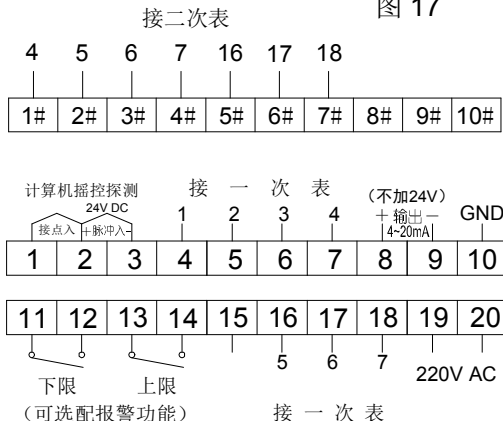 图 17
接二次表
4 5 6 7 16 17 18
1# 2# 3# 4# 5# 6# 7# 8# 9# 10#
计算机摇控探测 接 一 次 表 (不加24V)
24V DC 1 2 3 4 + 输出 - GND
接点入 +脉冲入- 4~20mA
1 2 3 4 5 6 7 8 9 10
11 12 13 14 15 16 17 18 19 20
5 6 7 220V AC
下限 上限
(可选配报警功能) 接 一 次 表